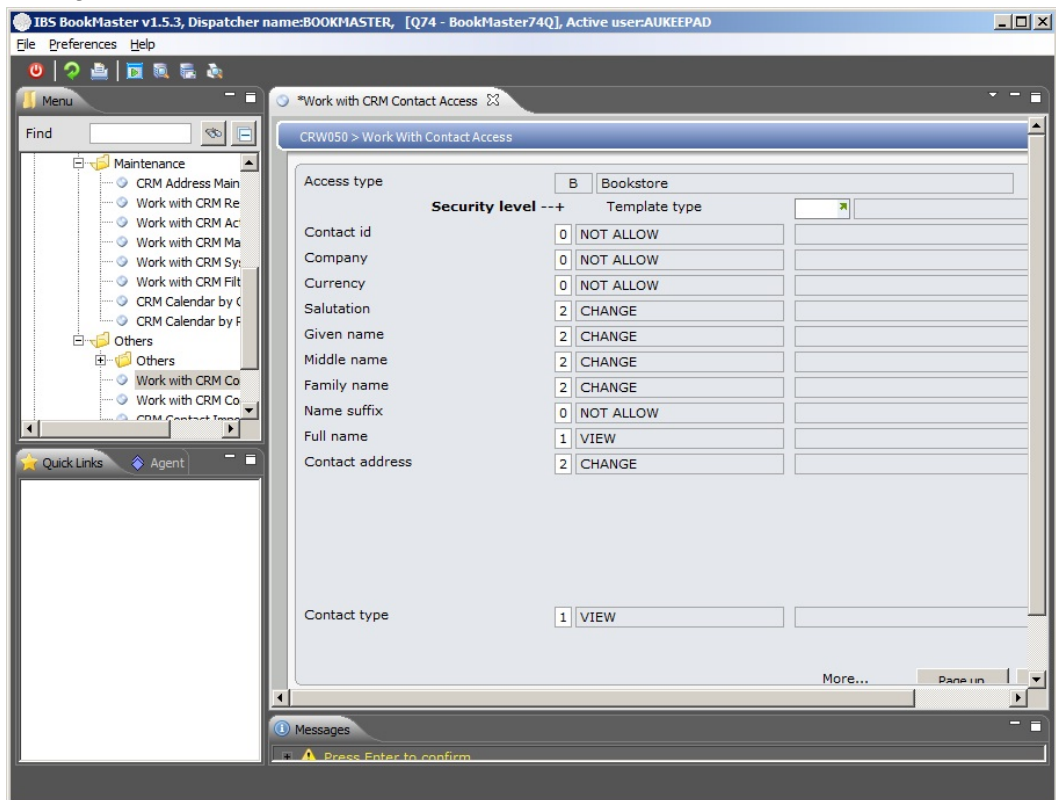 IBS BookMaster v1.5.3, Dispatcher name:BOOKMASTER, [Q74 - BookMaster74Q], Active user:AUKEEPAD
File Preferences Help
Menu
Find
Maintenance
CRM Address Main
Work with CRM Re
Work with CRM Ac
Work with CRM Ma
Work with CRM Sy
Work with CRM Filt
CRM Calendar by
CRM Calendar by
Others
Others
Work with CRM Co
Work with CRM Co
CRM Contact Impo
Quick Links Agent
*Work with CRM Contact Access
CRW050 > Work With Contact Access
Access type B Bookstore
Security level --+ Template type
Contact id 0 NOT ALLOW
Company 0 NOT ALLOW
Currency 0 NOT ALLOW
Salutation 2 CHANGE
Given name 2 CHANGE
Middle name 2 CHANGE
Family name 2 CHANGE
Name suffix 0 NOT ALLOW
Full name 1 VIEW
Contact address 2 CHANGE
Contact type 1 VIEW
More... Page up
Messages
Press Enter to confirm